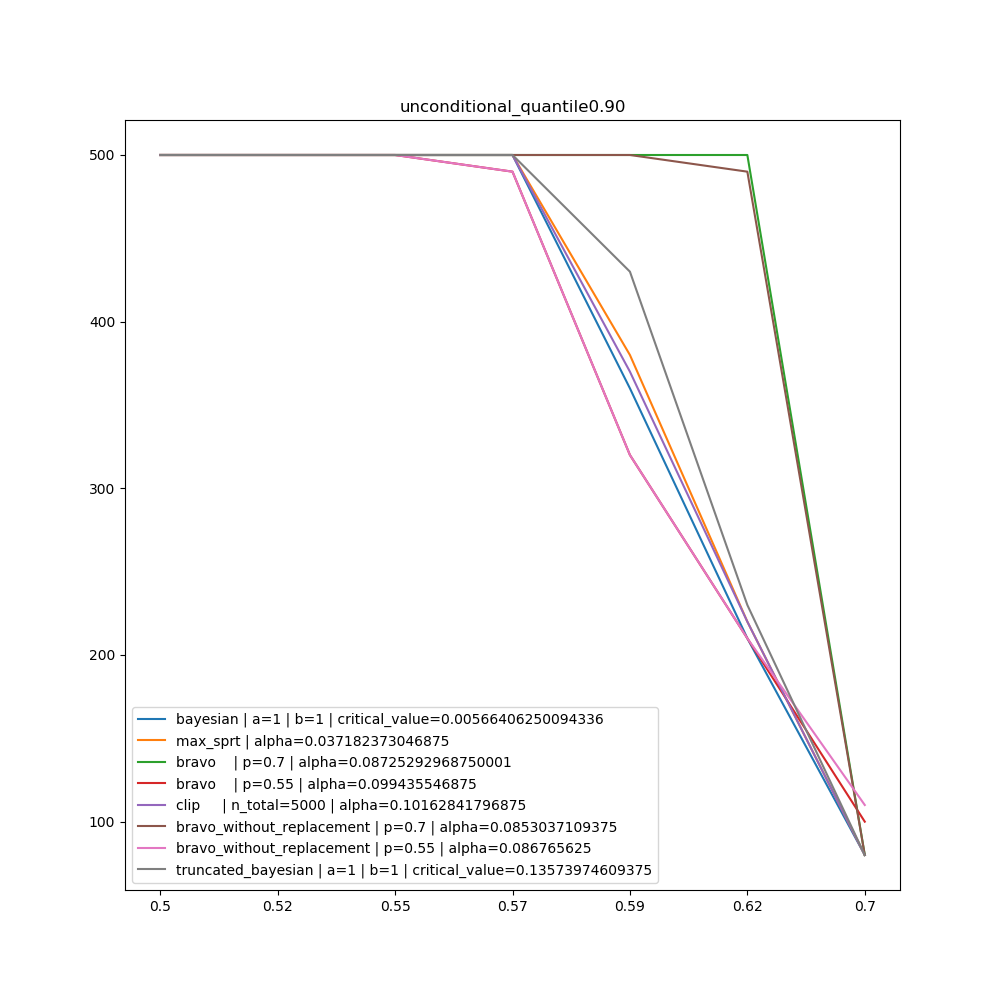 unconditional_quantile0.90
500
400
300
200
100
bayesian | a=1 | b=1 | critical_value=0.00566406250094336
max_sprt | alpha=0.037182373046875
bravo    | p=0.7 | alpha=0.08725292968750001
bravo    | p=0.55 | alpha=0.099435546875
clip     | n_total=5000 | alpha=0.10162841796875
bravo_without_replacement | p=0.7 | alpha=0.0853037109375
bravo_without_replacement | p=0.55 | alpha=0.086765625
truncated_bayesian | a=1 | b=1 | critical_value=0.13573974609375
0.5 0.52 0.55 0.57 0.59 0.62 0.7